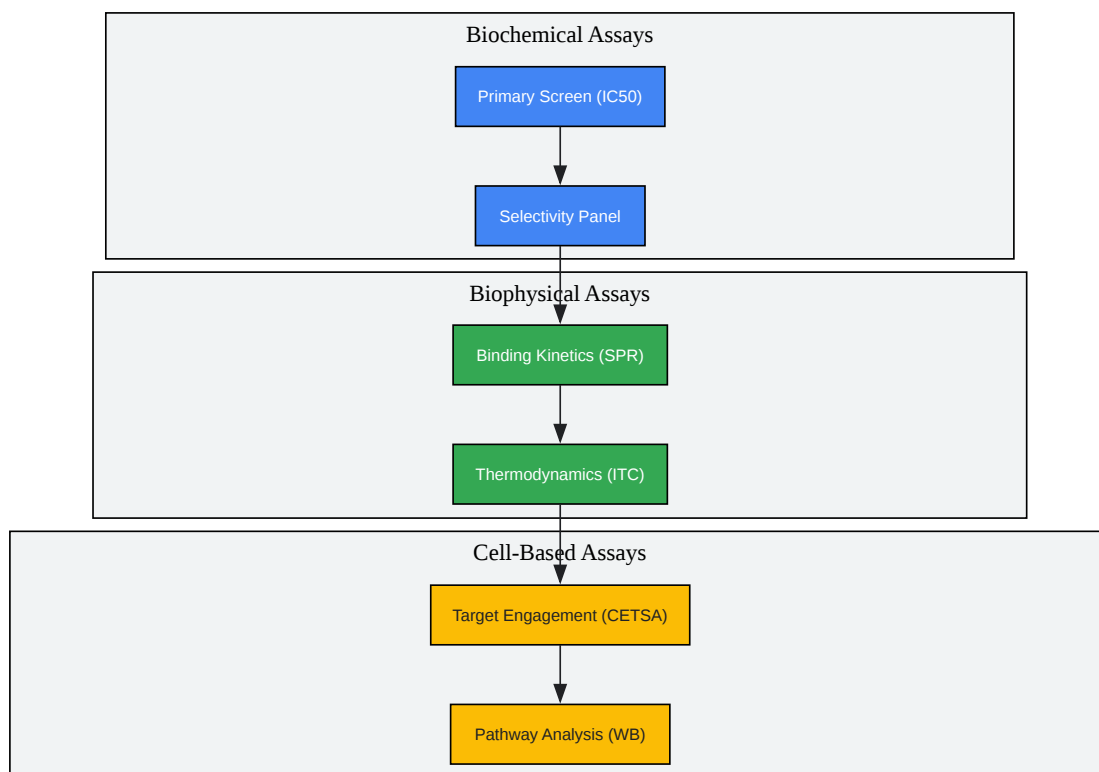 Biochemical Assays
Primary Screen (IC50)
Selectivity Panel
Biophysical Assays
Binding Kinetics (SPR)
Thermodynamics (ITC)
Cell-Based Assays
Target Engagement (CETSA)
Pathway Analysis (WB)